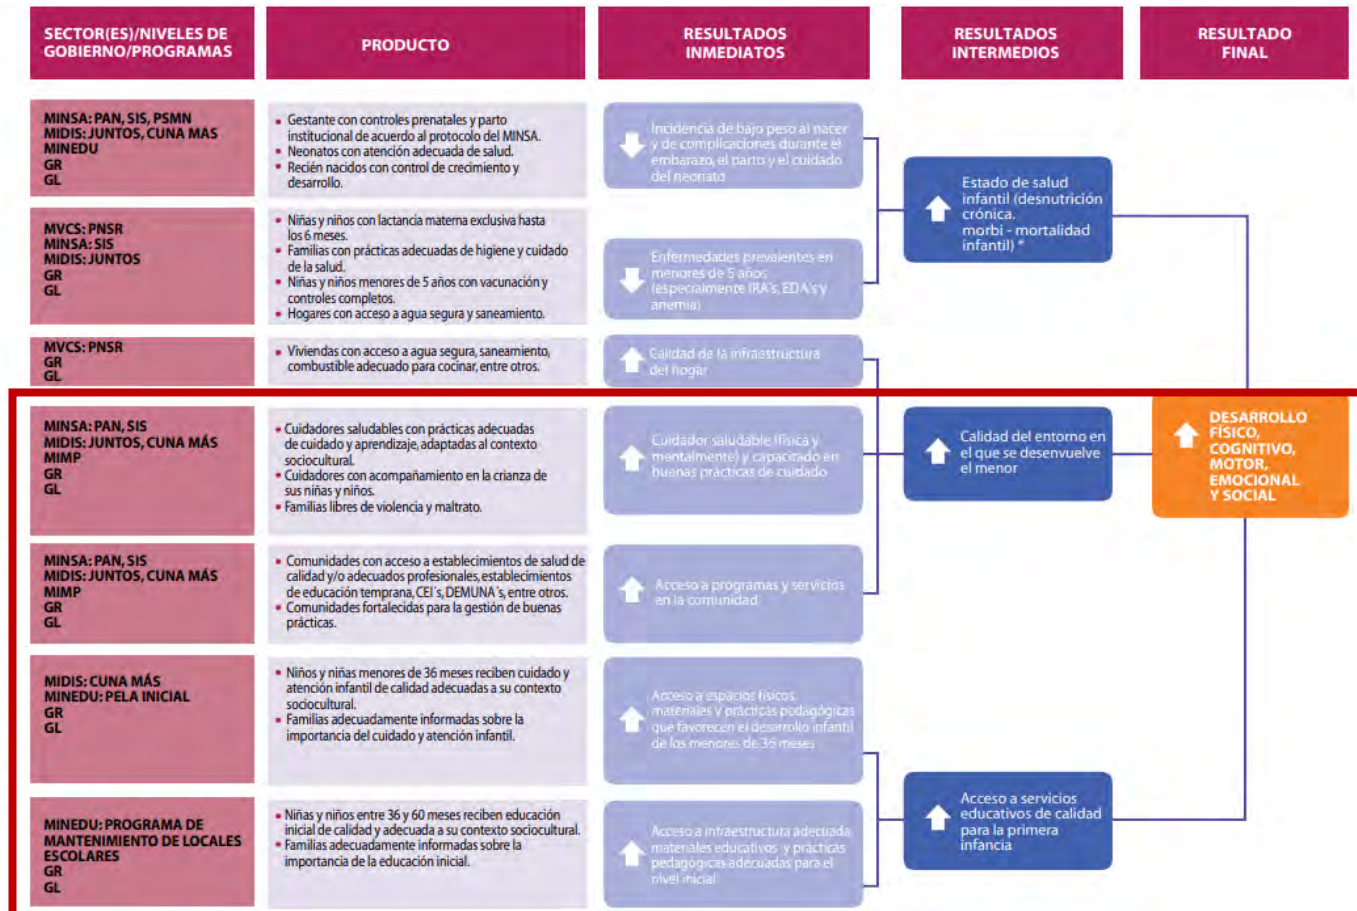 SECTOR(ES)/NIVELES DE
GOBIERNO/PROGRAMAS
PRODUCTO
RESULTADOS
INMEDIATOS
RESULTADOS
INTERMEDIOS
RESULTADO
FINAL
MINSA: PAN, SIS, PSMN
MIDIS: JUNTOS, CUNA MAS
MINEDU
GR
GL
• Gestante con controles prenatales y parto
institucional de acuerdo al protocolo del MINSA.
• Neonatos con atención adecuada de salud.
• Recién nacidos con control de crecimiento y
desarrollo.
Incidencia de bajo peso al nacer
y de complicaciones durante el
embarazo, el parto y el cuidado
del neonato
MVCS: PNSR
MINSA: SIS
MIDIS: JUNTOS
GR
GL
• Niñas y niños con lactancia materna exclusiva hasta
los 6 meses.
• Familias con prácticas adecuadas de higiene y cuidado
de la salud.
• Niñas y niños menores de 5 años con vacunación y
controles completos.
• Hogares con acceso a agua segura y saneamiento.
Enfermedades prevalentes en
menores de 5 años
(especialmente IRA's, EDA's y
anemia)
Estado de salud
infantil (desnutrición
crónica.
morbi - mortalidad
infantil) *
MVCS: PNSR
GR
GL
• Viviendas con acceso a agua segura, saneamiento,
combustible adecuado para cocinar, entre otros.
Calidad de la infraestructura
del hogar
MINSA: PAN, SIS
MIDIS: JUNTOS, CUNA MÁS
MIMP
GR
GL
• Cuidadores saludables con prácticas adecuadas
de cuidado y aprendizaje, adaptadas al contexto
sociocultural.
• Cuidadores con acompañamiento en la crianza de
sus niñas y niños.
• Familias libres de violencia y maltrato.
Cuidador saludable (física y
mentalmente) y capacitado en
buenas prácticas de cuidado
Calidad del entorno en
el que se desenvuelve
el menor
DESARROLLO
FÍSICO,
COGNITIVO,
MOTOR,
EMOCIONAL
Y SOCIAL
MINSA: PAN, SIS
MIDIS: JUNTOS, CUNA MÁS
MIMP
GR
GL
• Comunidades con acceso a establecimientos de salud de
calidad y/o adecuados profesionales, establecimientos
de educación temprana, CEI´s, DEMUNA´s, entre otros.
• Comunidades fortalecidas para la gestión de buenas
prácticas.
Acceso a programas y servicios
en la comunidad
MIDIS: CUNA MÁS
MINEDU: PELA INICIAL
GR
GL
• Niños y niñas menores de 36 meses reciben cuidado y
atención infantil de calidad adecuadas a su contexto
sociocultural.
• Familias adecuadamente informadas sobre la
importancia del cuidado y atención infantil.
Acceso a espacios físicos,
materiales y prácticas pedagógicas
que favorecen el desarrollo infantil
de los menores de 36 meses
MINEDU: PROGRAMA DE
MANTENIMIENTO DE LOCALES
ESCOLARES
GR
GL
• Niñas y niños entre 36 y 60 meses reciben educación
inicial de calidad y adecuada a su contexto sociocultural.
• Familias adecuadamente informadas sobre la
importancia de la educación inicial.
Acceso a infraestructura adecuada,
materiales educativos y prácticas
pedagógicas adecuadas para el
nivel inicial
Acceso a servicios
educativos de calidad
para la primera
infancia